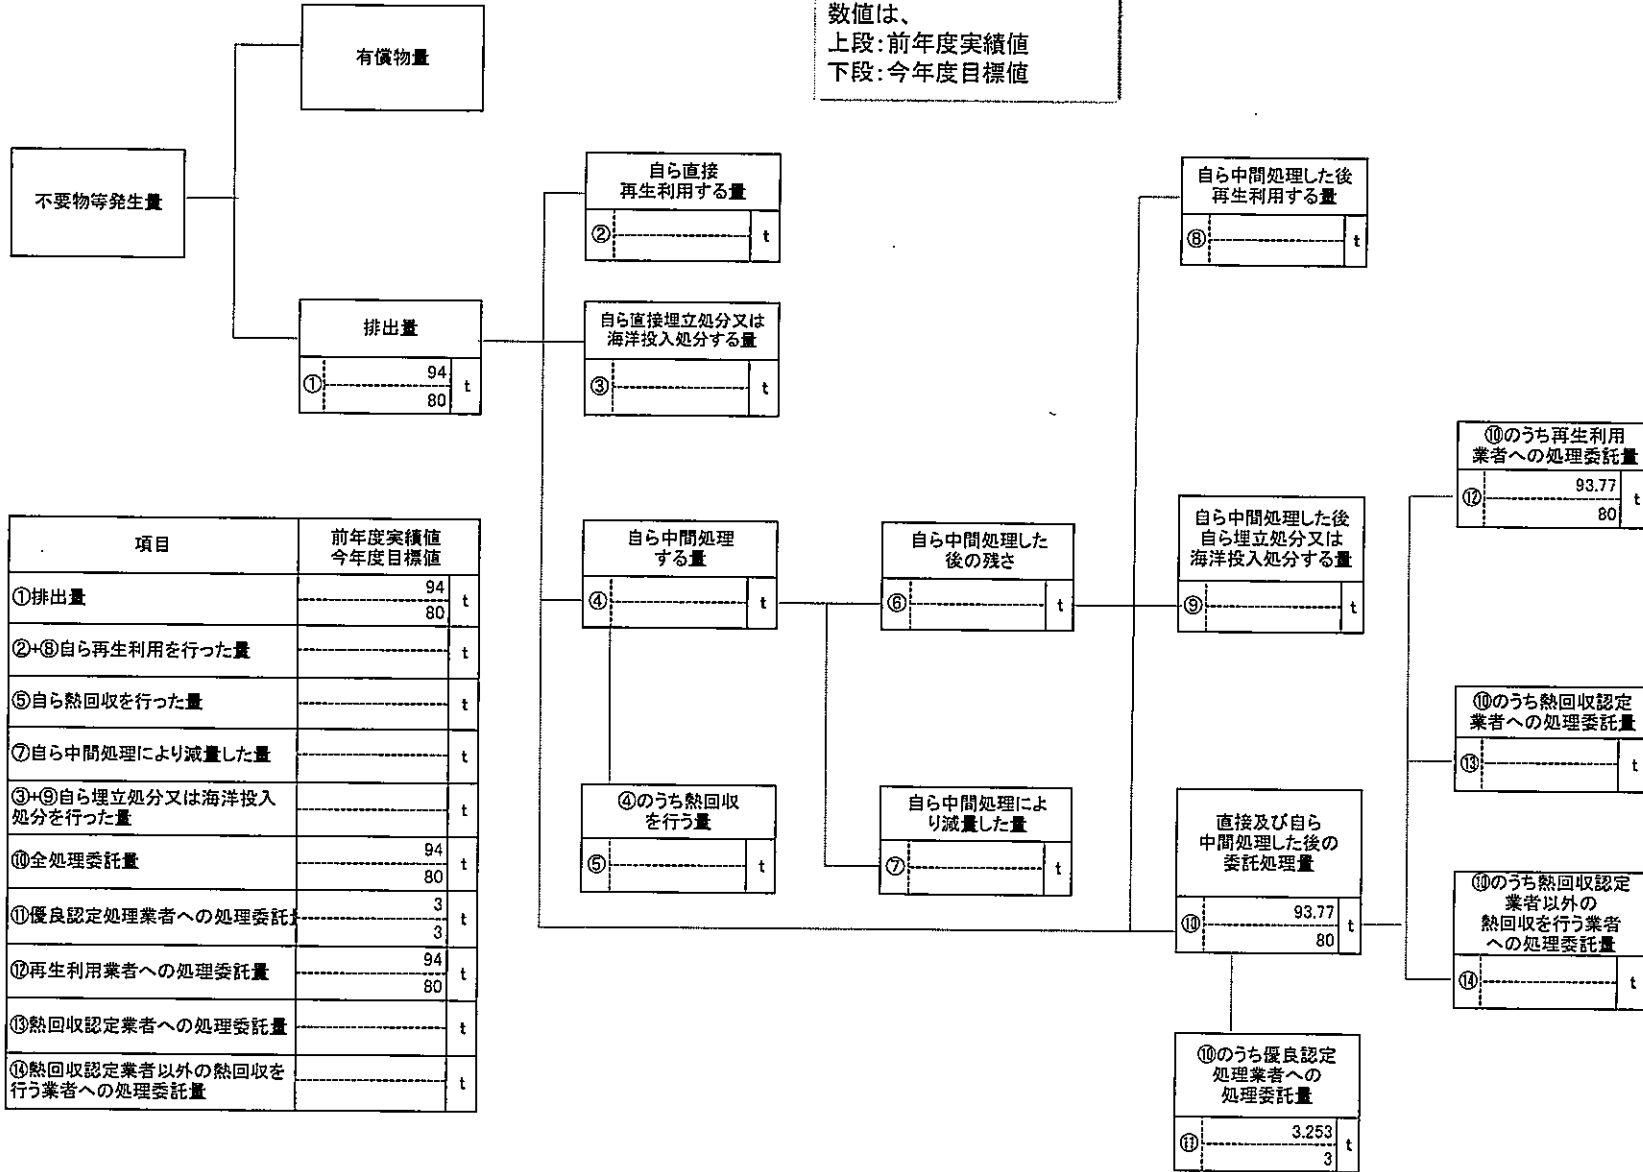 数値は、
上段:前年度実績値
下段:今年度目標値
有償物量
不要物等発生量
排出量
① 94 t
80
自ら直接
再生利用する量
② t
自ら直接埋立処分又は
海洋投入処分する量
③ t
自ら中間処理
する量
④ t
④のうち熱回収
を行う量
⑤ t
自ら中間処理した
後の残さ
⑥ t
自ら中間処理によ
り減量した量
⑦ t
自ら中間処理した後
再生利用する量
⑧ t
自ら中間処理した後
自ら埋立処分又は
海洋投入処分する量
⑨ t
直接及び自ら
中間処理した後の
委託処理量
⑩ 93.77 t
80
⑩のうち優良認定
処理業者への
処理委託量
⑪ 3.253 t
3
⑩のうち再生利用
業者への処理委託量
⑫ 93.77 t
80
⑩のうち熱回収認定
業者への処理委託量
⑬ t
⑩のうち熱回収認定
業者以外の
熱回収を行う業者
への処理委託量
⑭ t
項目 前年度実績値
今年度目標値
①排出量 94 t
80
②+⑧自ら再生利用を行った量 t
⑤自ら熱回収を行った量 t
⑦自ら中間処理により減量した量 t
③+⑨自ら埋立処分又は海洋投入
処分を行った量 t
⑩全処理委託量 94 t
80
⑪優良認定処理業者への処理委託 3 t
3
⑫再生利用業者への処理委託量 94 t
80
⑬熱回収認定業者への処理委託量 t
⑭熱回収認定業者以外の熱回収を
行う業者への処理委託量 t